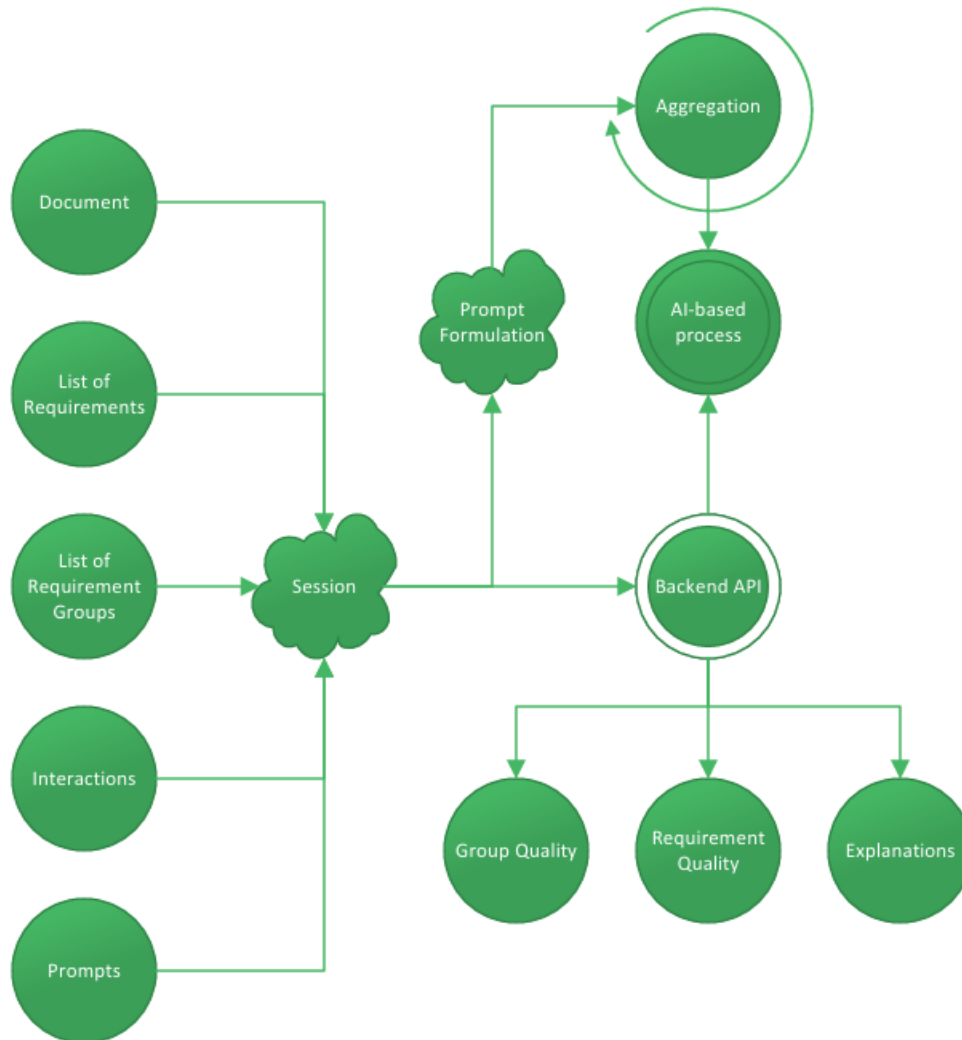 Aggregation
Document
Prompt
Formulation
AI-based
process
List of
Requirements
List of
Requirement
Groups
Session
Backend API
Interactions
Group Quality
Requirement
Quality
Explanations
Prompts